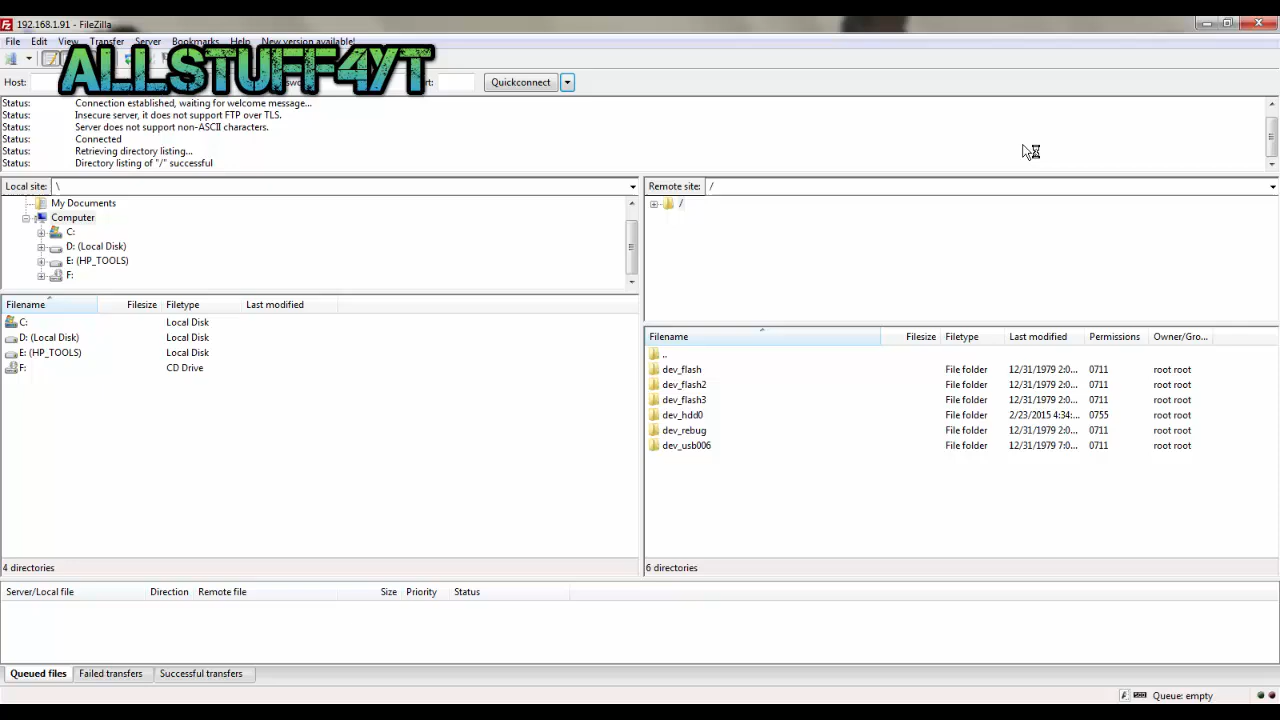 192.168.1.91 - FileZilla
File Edit View Transfer Server Bookmarks Help New version available!
ALLSTUFF4YT
Host: Quickconnect
Status: Connection established, waiting for welcome message...
Status: Insecure server, it does not support FTP over TLS.
Status: Server does not support non-ASCII characters.
Status: Connected
Status: Retrieving directory listing...
Status: Directory listing of "/" successful
Local site: \
My Documents
Computer
C:
D: (Local Disk)
E: (HP_TOOLS)
F:
Filename Filesize Filetype Last modified
C: Local Disk
D: (Local Disk) Local Disk
E: (HP_TOOLS) Local Disk
F: CD Drive
4 directories
Remote site: /
/
Filename Filesize Filetype Last modified Permissions Owner/Gro...
..
dev_flash File folder 12/31/1979 2:0... 0711 root root
dev_flash2 File folder 12/31/1979 2:0... 0711 root root
dev_flash3 File folder 12/31/1979 2:0... 0711 root root
dev_hdd0 File folder 2/23/2015 4:34:... 0755 root root
dev_rebug File folder 12/31/1979 2:0... 0711 root root
dev_usb006 File folder 12/31/1979 7:0... 0711 root root
6 directories
Server/Local file Direction Remote file Size Priority Status
Queued files Failed transfers Successful transfers
Queue: empty